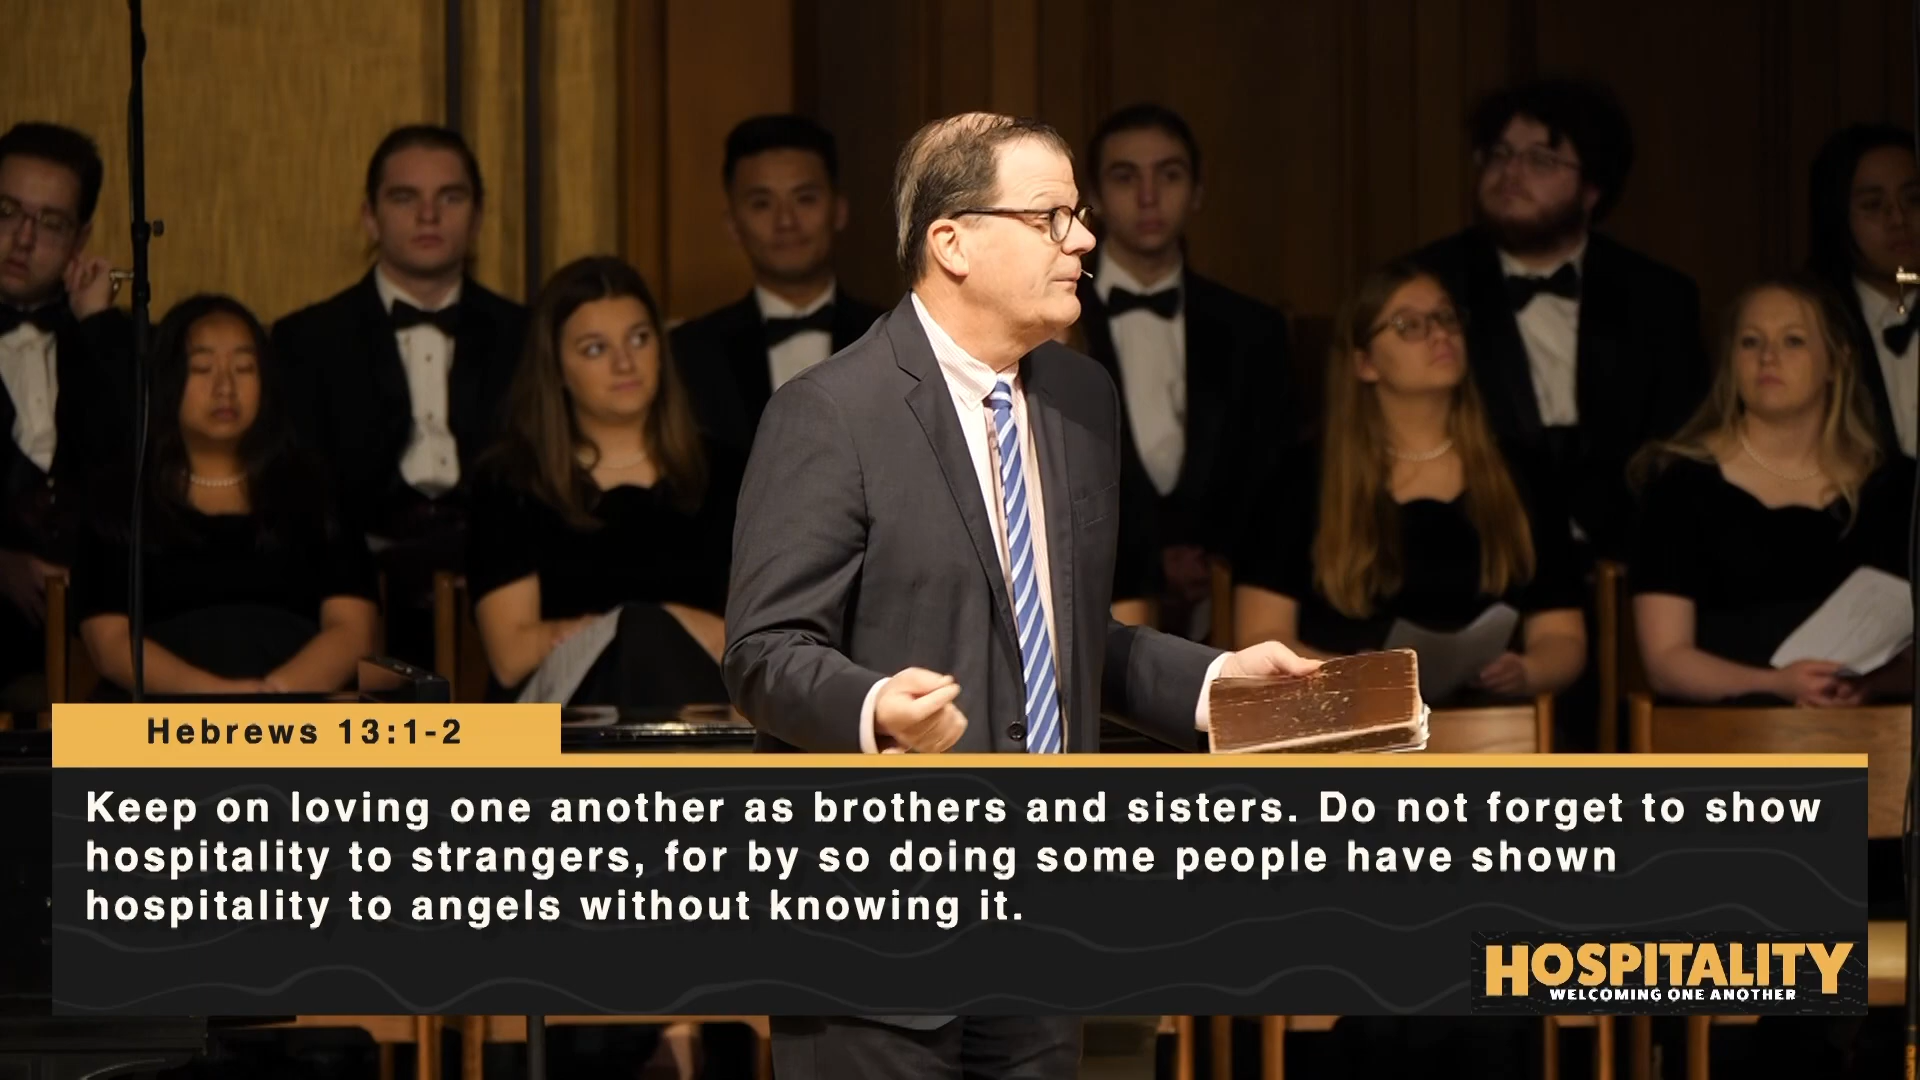 Hebrews 13:1-2
Keep on loving one another as brothers and sisters. Do not forget to show
hospitality to strangers, for by so doing some people have shown
hospitality to angels without knowing it.
HOSPITALITY
WELCOMING ONE ANOTHER